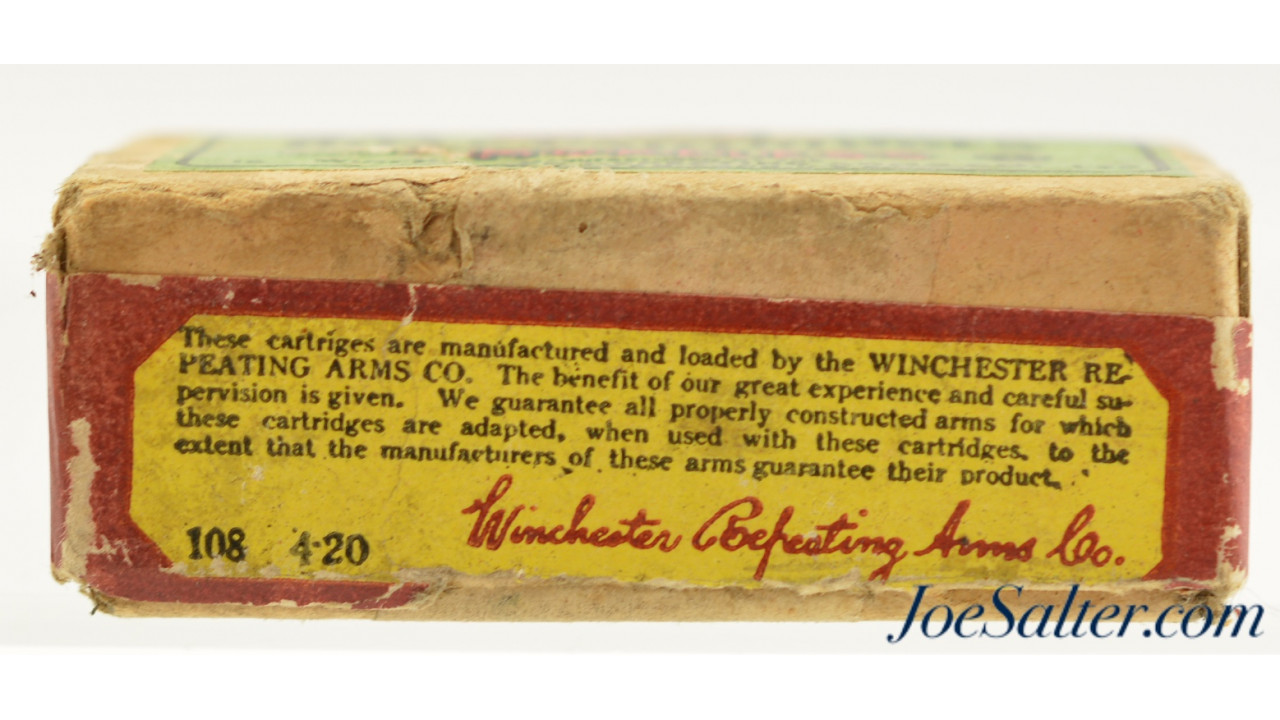 These cartriges are manufactured and loaded by the WINCHESTER RE-
PEATING ARMS CO. The benefit of our great experience and careful su-
pervision is given. We guarantee all properly constructed arms for which
these cartridges are adapted, when used with these cartridges, to the
extent that the manufacturers of these arms guarantee their product.
Winchester Repeating Arms Co.
108 4-20
JoeSalter.com